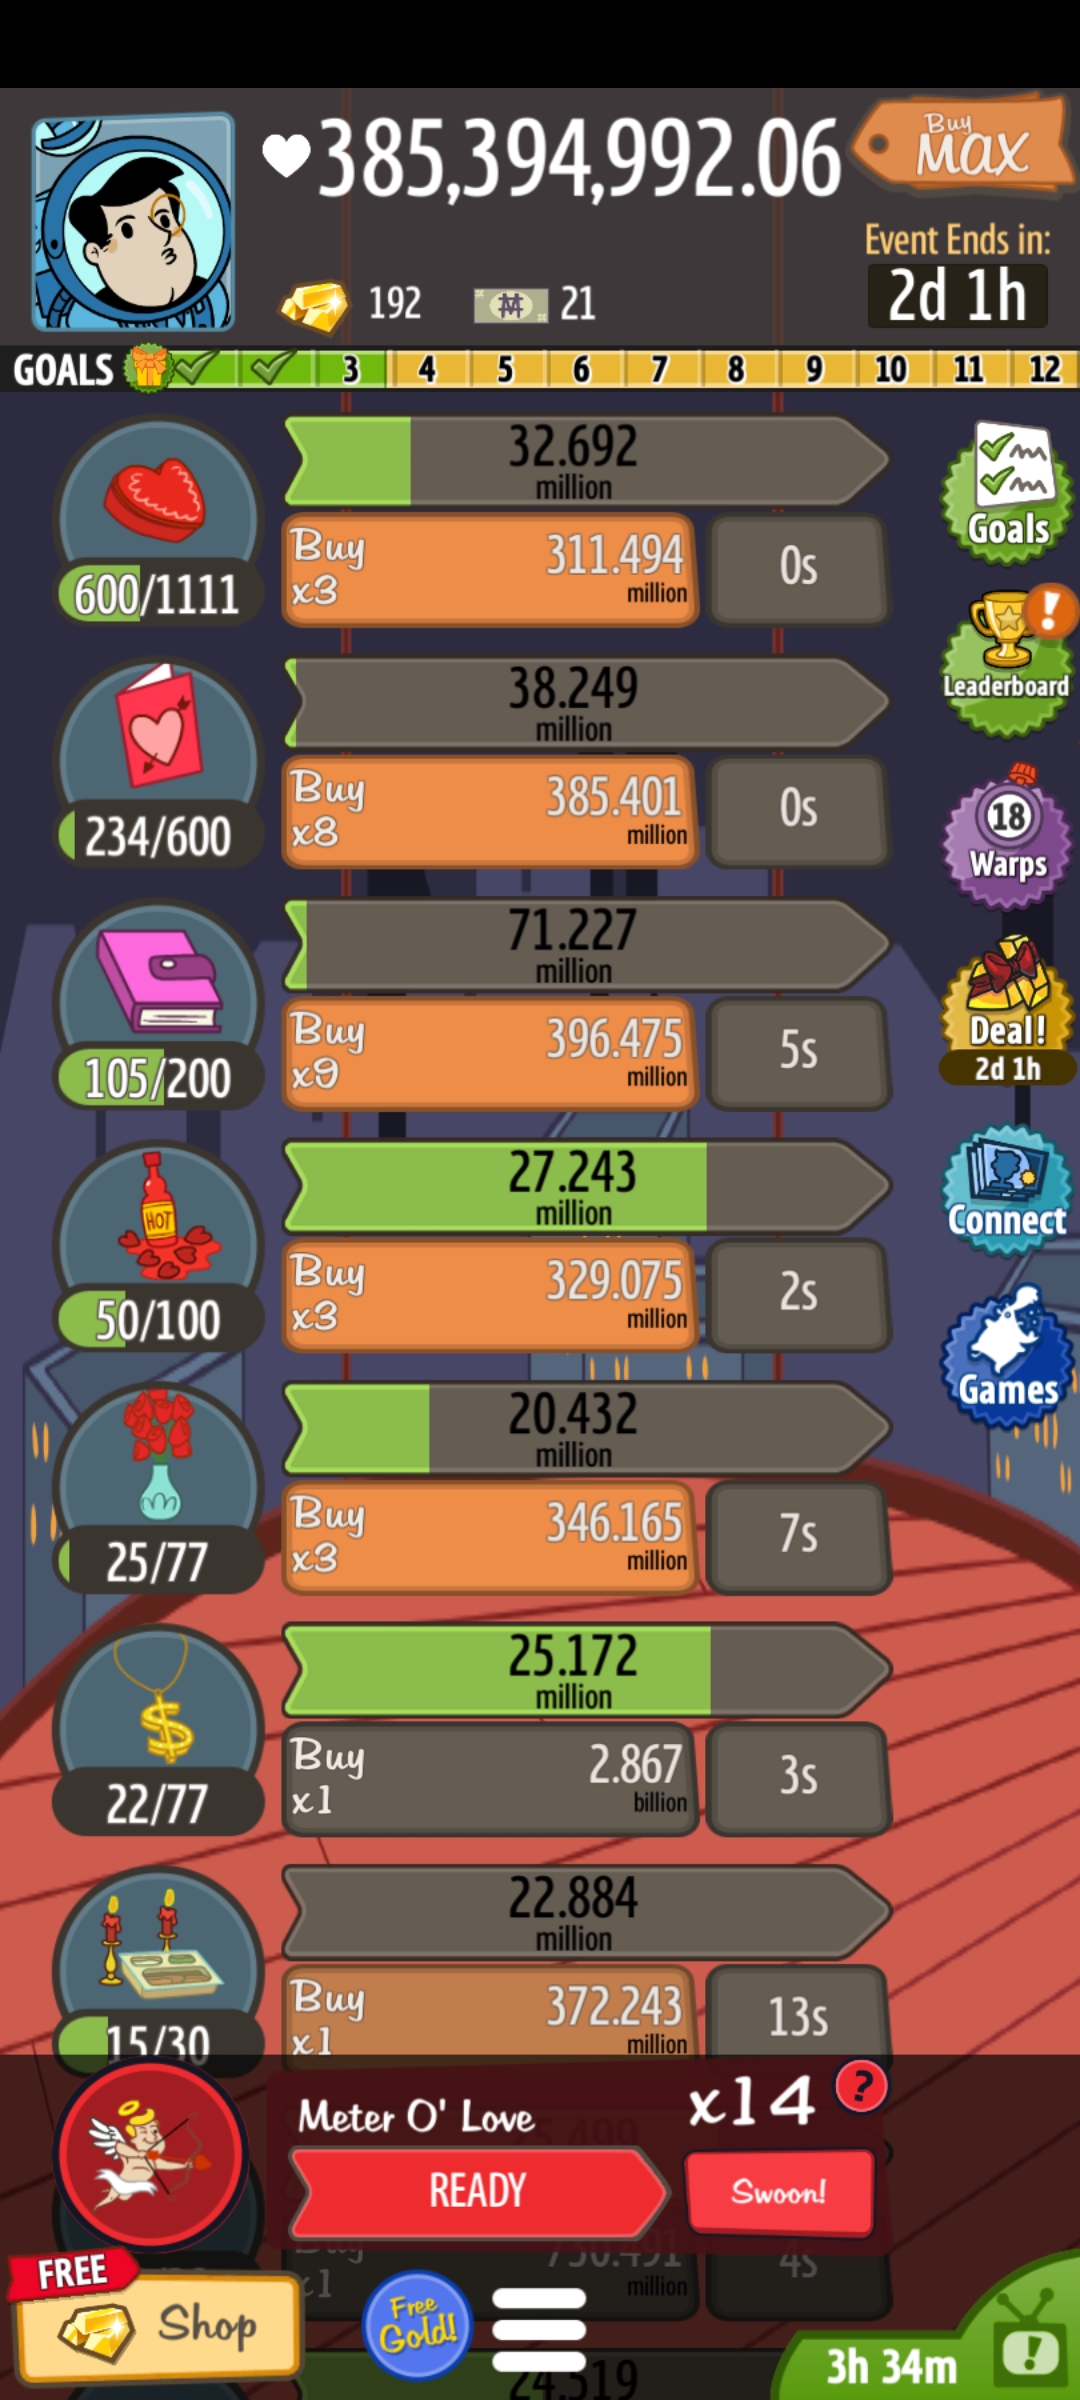 385,394,992.06
Buy
MAX
Event Ends in:
2d 1h
192
21
GOALS 3 4 5 6 7 8 9 10 11 12
32.692
million
600/1111
Buy
x3
311.494
million
0s
Goals
38.249
million
234/600
Buy
x8
385.401
million
0s
Leaderboard
18
Warps
71.227
million
105/200
Buy
x9
396.475
million
5s
Deal!
2d 1h
27.243
million
HOT
50/100
Buy
x3
329.075
million
2s
Connect
20.432
million
25/77
Buy
x3
346.165
million
7s
Games
25.172
million
22/77
Buy
x1
2.867
billion
3s
22.884
million
15/30
Buy
x1
372.243
million
13s
Meter O' Love
x14
?
READY
Swoon!
Buy
x1
million
4s
FREE
Shop
Free
Gold!
3h 34m
24.519